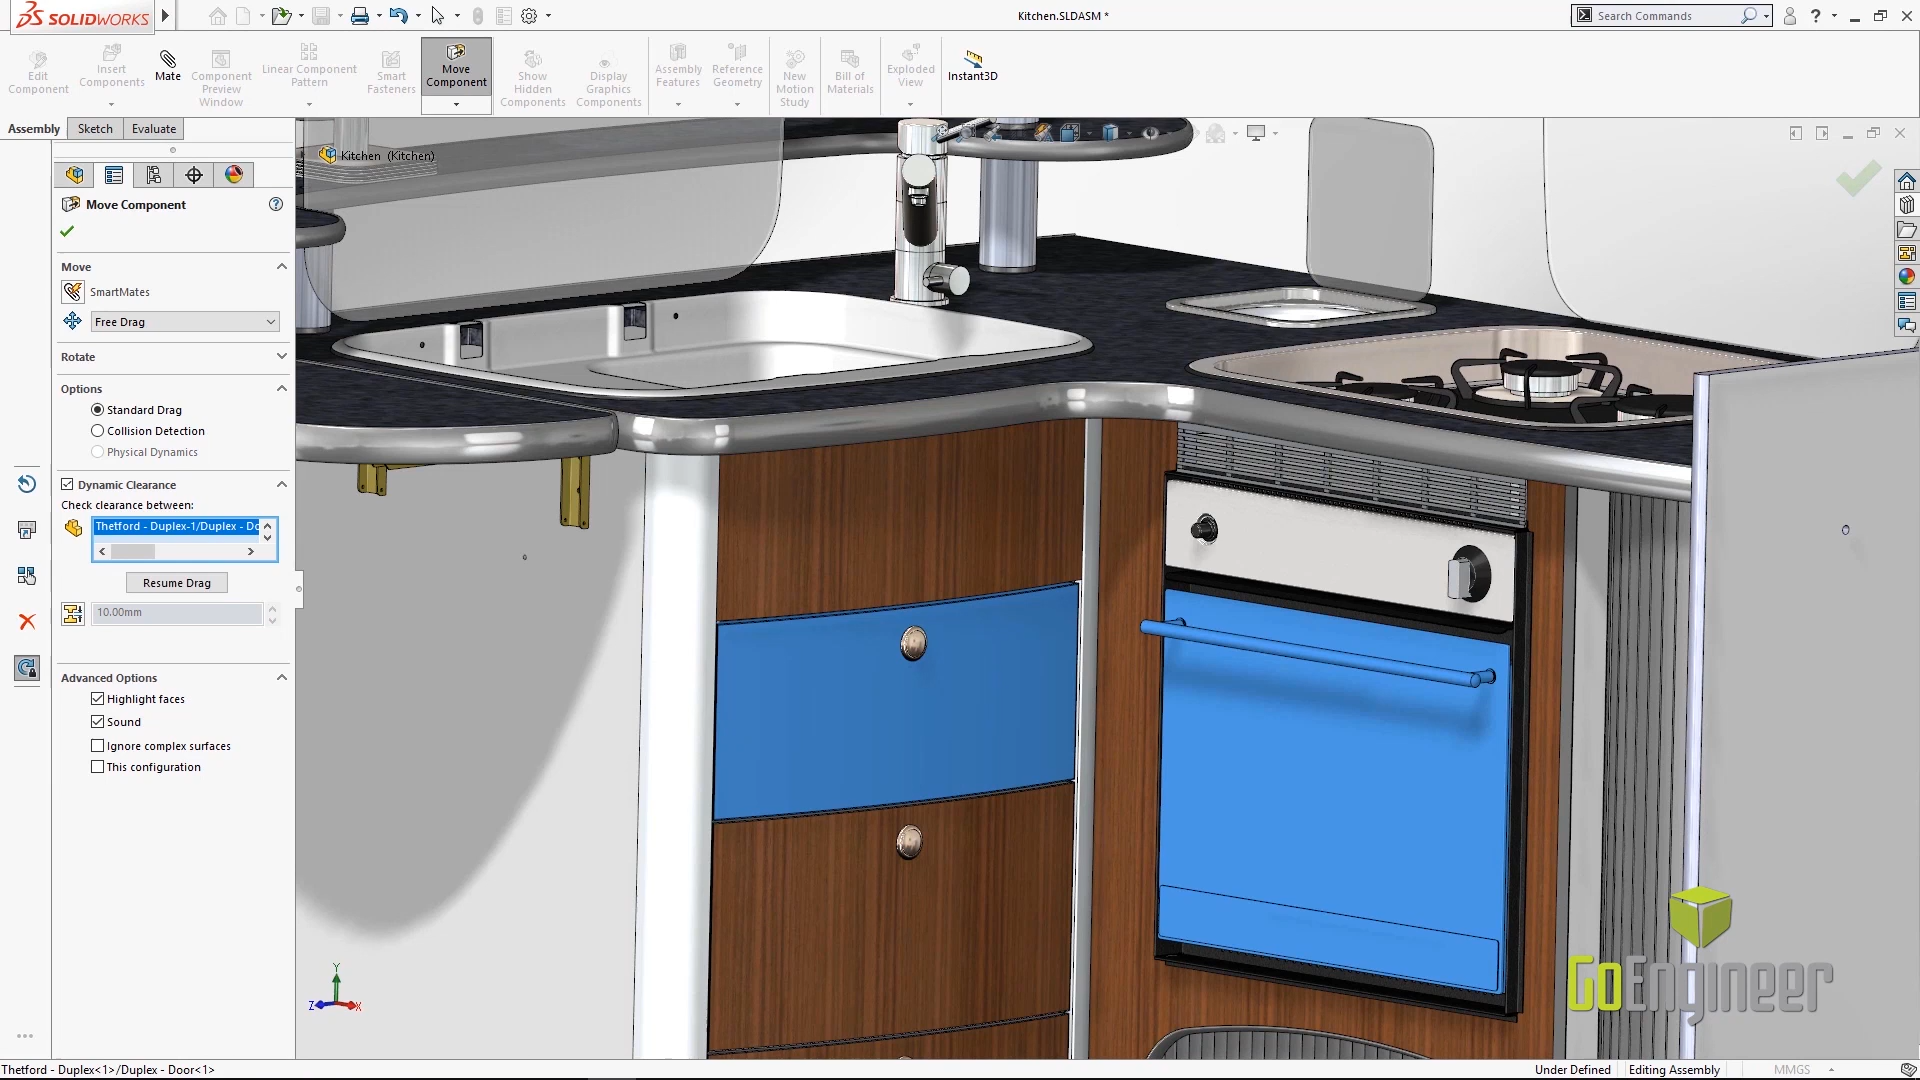 SOLIDWORKS
Kitchen.SLDASM *
Search Commands
Edit Component
Insert Components
Mate
Component Preview Window
Linear Component Pattern
Smart Fasteners
Move Component
Show Hidden Components
Display Graphics Components
Assembly Features
Reference Geometry
New Motion Study
Bill of Materials
Exploded View
Instant3D
Assembly
Sketch
Evaluate
Kitchen (Kitchen)
Move Component
Move
SmartMates
Free Drag
Rotate
Options
Standard Drag
Collision Detection
Physical Dynamics
Dynamic Clearance
Check clearance between:
Thetford - Duplex-1/Duplex - Do
Resume Drag
10.00mm
Advanced Options
Highlight faces
Sound
Ignore complex surfaces
This configuration
Y
Z
X
GoEngineer
Thetford - Duplex<1>/Duplex - Door<1>
Under Defined
Editing Assembly
MMGS